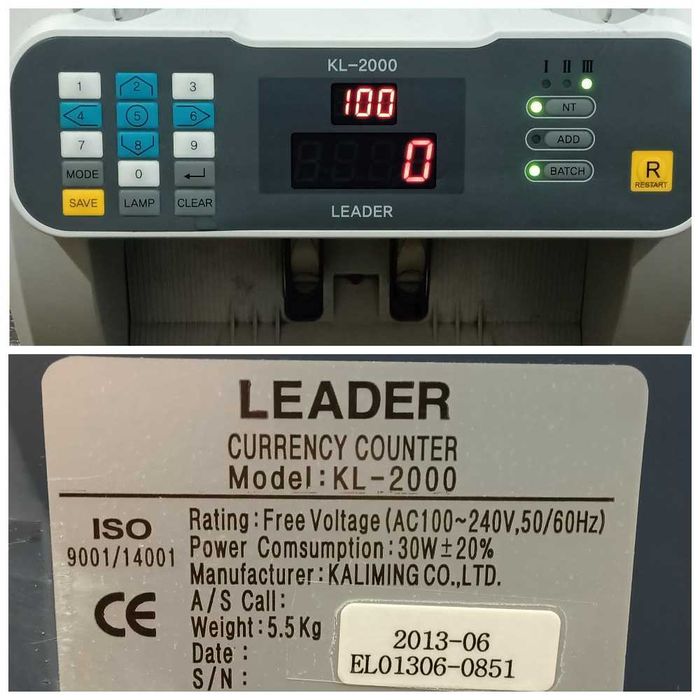 KL-2000
I II III
1 2 3
4 5 6
7 8 9
MODE 0
SAVE LAMP CLEAR
100
0
LEADER
NT
ADD
BATCH
R
RESTART
LEADER
CURRENCY COUNTER
Model:KL-2000
ISO
9001/14001
CE
Rating:Free Voltage (AC100~240V,50/60Hz)
Power Comsumption:30W±20%
Manufacturer:KALIMING CO.,LTD.
A/S Call:
Weight:5.5Kg
Date :
S/N :
2013-06
EL01306-0851